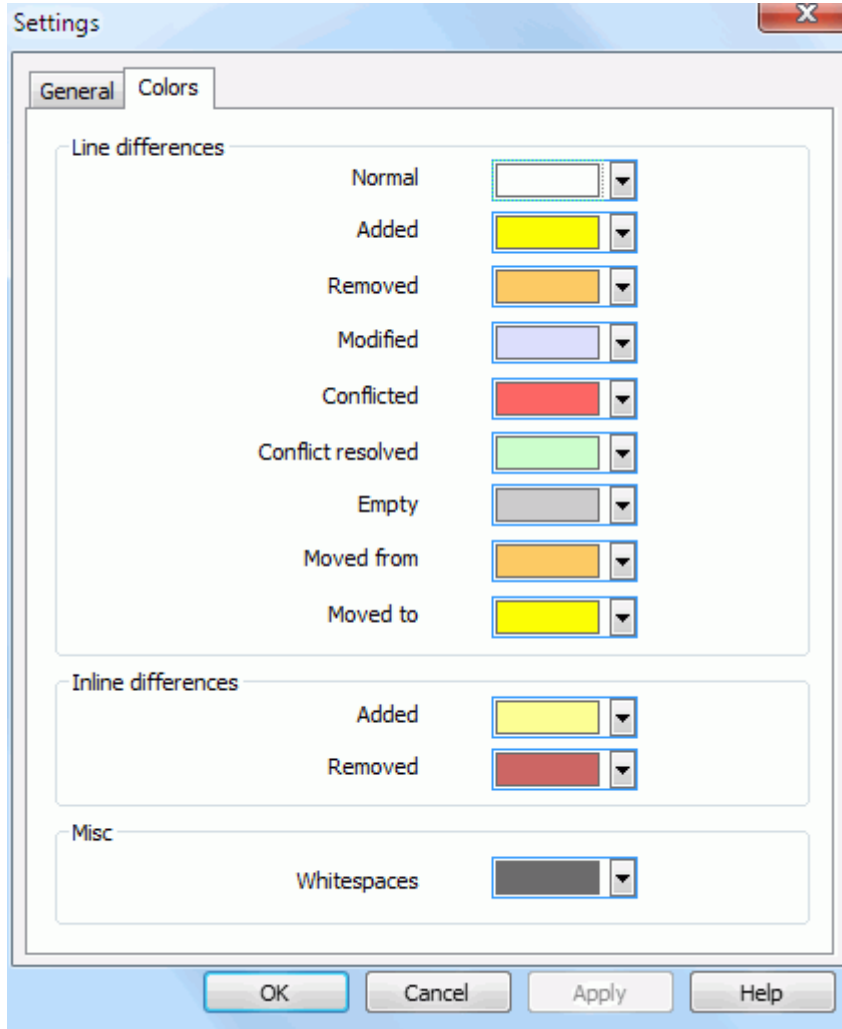 Settings
General
Colors
Line differences
Normal
Added
Removed
Modified
Conflicted
Conflict resolved
Empty
Moved from
Moved to
Inline differences
Added
Removed
Misc
Whitespaces
OK
Cancel
Apply
Help